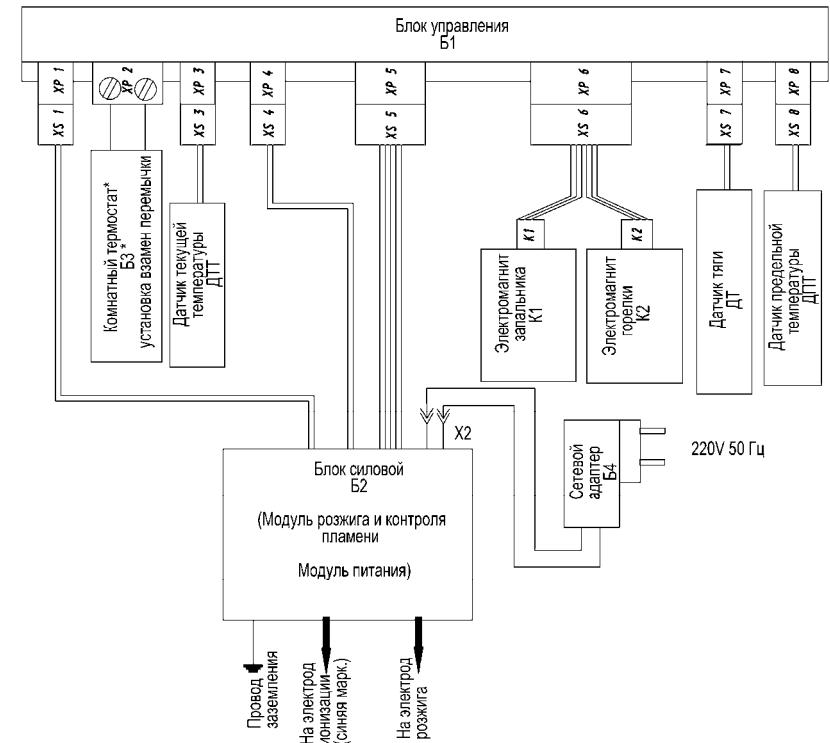 Блок управления
Б1
XP 1
XP 2
XP 3
XP 4
XP 5
XP 6
XP 7
XP 8
XS 1
XS 3
XS 4
XS 5
XS 6
XS 7
XS 8
Комнатный термостат*
Б3 *
установка взамен перемычки
Датчик текущей
температуры
ДТТ
К1
К2
Электромагнит
запальника
К1
Электромагнит
горелки
К2
Датчик тяги
ДТ
Датчик предельной
температуры
ДПТ
X2
Сетевой
адаптер
Б4
220V 50 Гц
Блок силовой
Б2
(Модуль розжига и контроля
пламени
Модуль питания)
Провод
заземления
На электрод
ионизации
(синяя марк.)
На электрод
розжига